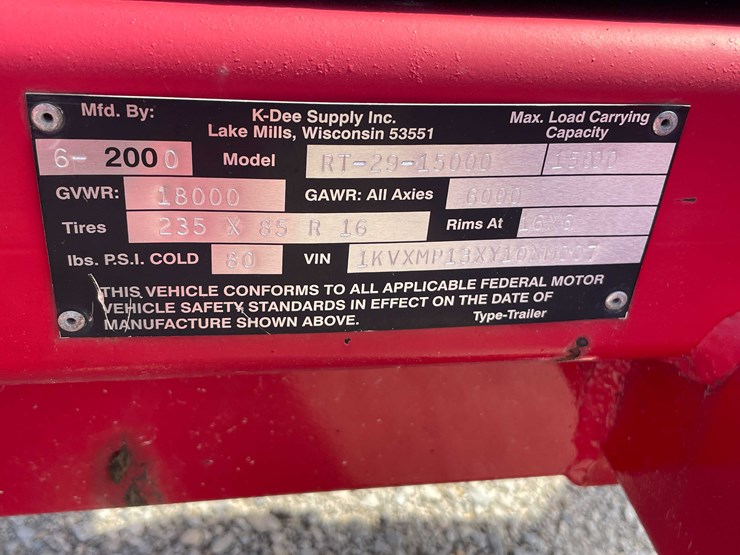 Mfd. By:
K-Dee Supply Inc.
Lake Mills, Wisconsin 53551
Max. Load Carrying
Capacity
6- 2000
Model RT-29-15000
GVWR: 18000
GAWR: All Axies 6000
Tires 235 X 85 R 16
Rims At
lbs. P.S.I. COLD 80
VIN
THIS VEHICLE CONFORMS TO ALL APPLICABLE FEDERAL MOTOR
VEHICLE SAFETY STANDARDS IN EFFECT ON THE DATE OF
MANUFACTURE SHOWN ABOVE.
Type-Trailer